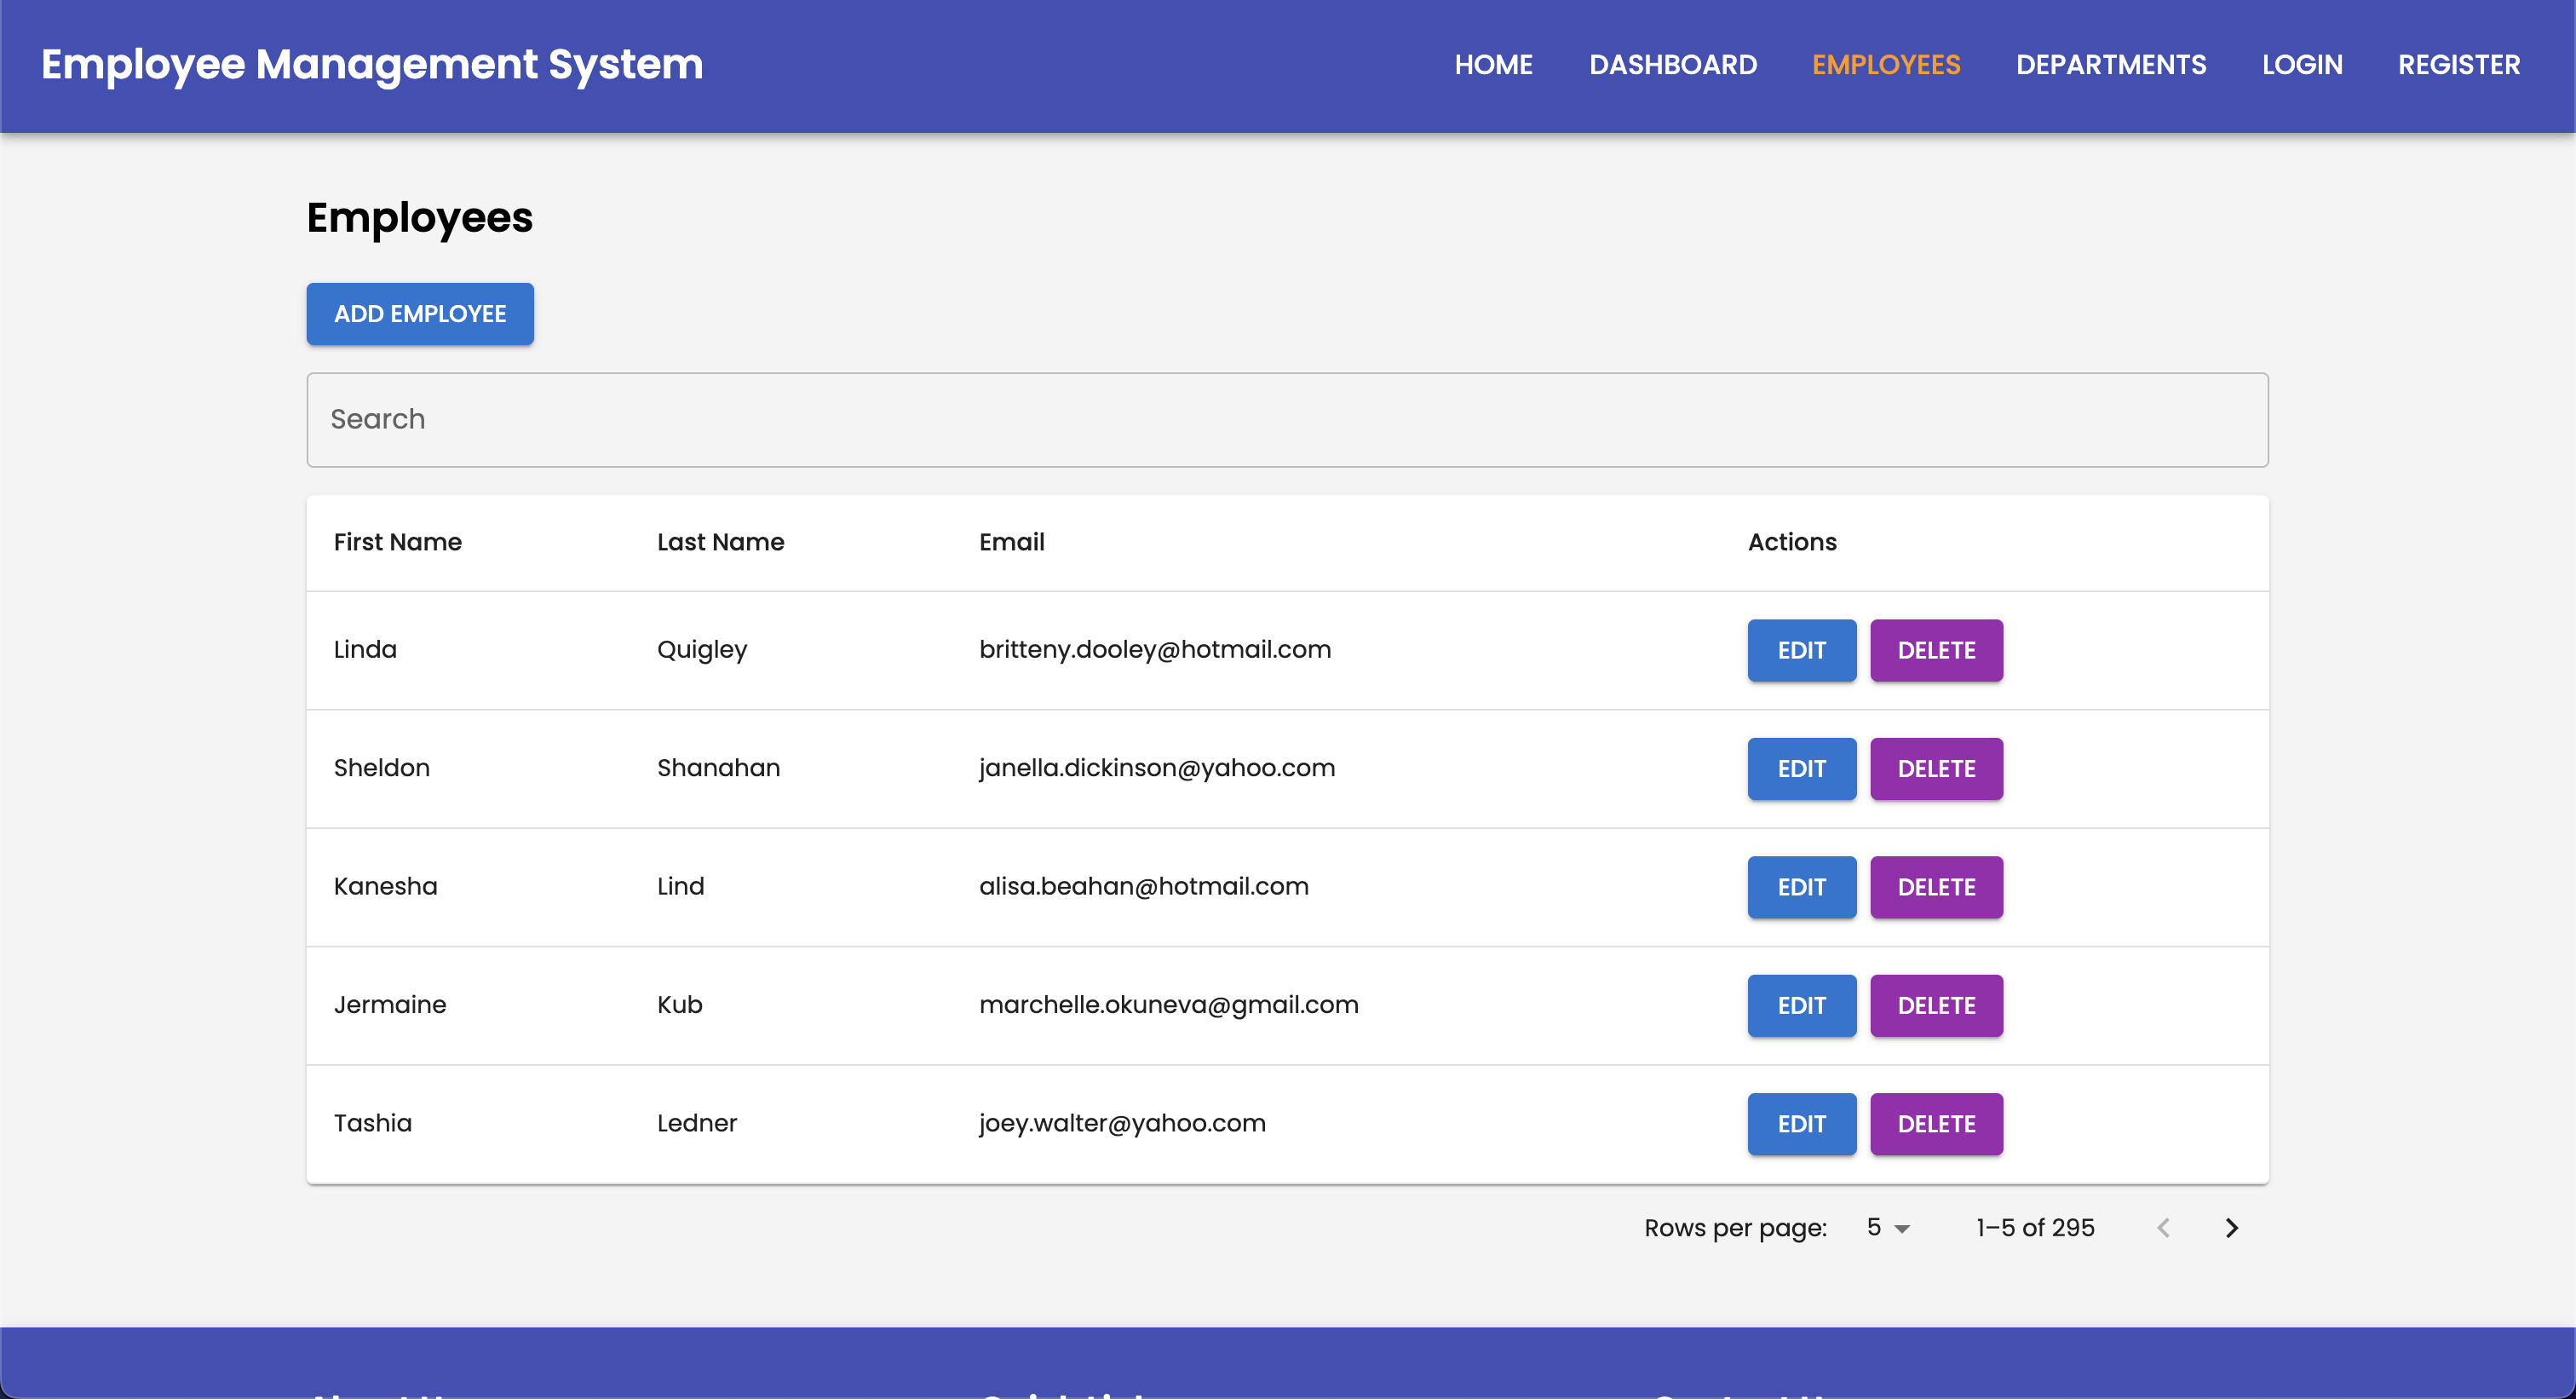 Employee Management System HOME DASHBOARD EMPLOYEES DEPARTMENTS LOGIN REGISTER
Employees
ADD EMPLOYEE
Search
First Name Last Name Email Actions
Linda Quigley britteny.dooley@hotmail.com EDIT DELETE
Sheldon Shanahan janella.dickinson@yahoo.com EDIT DELETE
Kanesha Lind alisa.beahan@hotmail.com EDIT DELETE
Jermaine Kub marchelle.okuneva@gmail.com EDIT DELETE
Tashia Ledner joey.walter@yahoo.com EDIT DELETE
Rows per page: 5 1–5 of 295